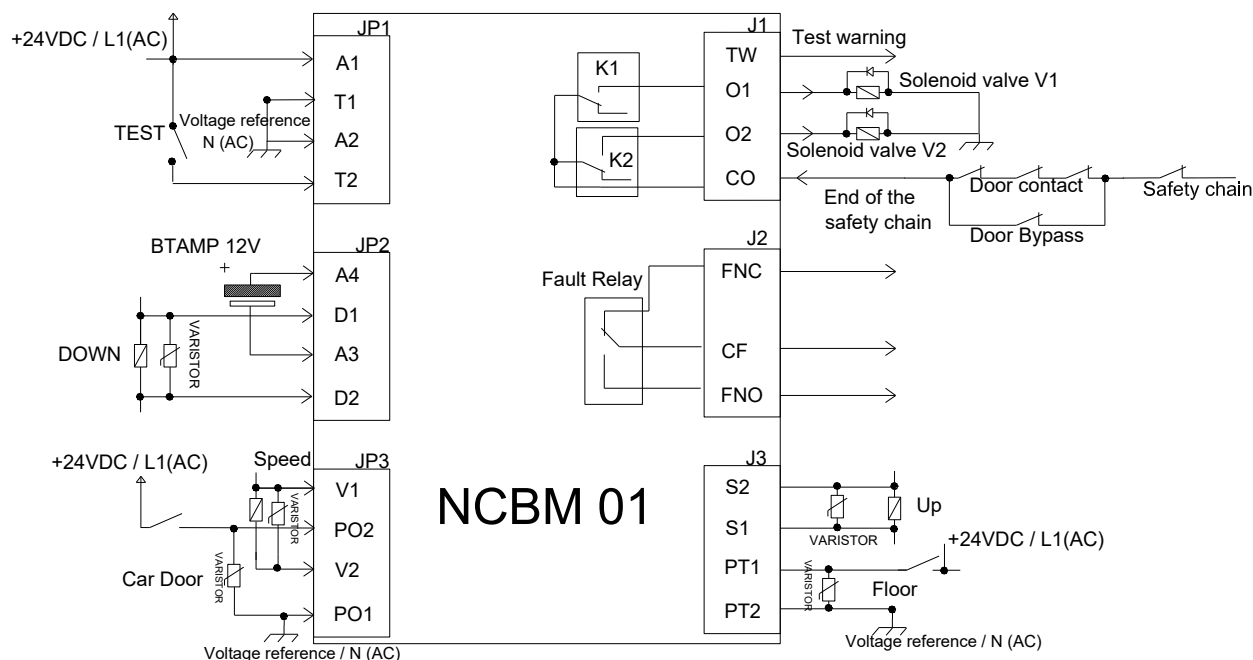 +24VDC / L1(AC)
TEST
Voltage reference
N (AC)
JP1
A1
T1
A2
T2
BTAMP 12V
+
DOWN
VARISTOR
JP2
A4
D1
A3
D2
+24VDC / L1(AC)
Speed
VARISTOR
Car Door
VARISTOR
Voltage reference / N (AC)
JP3
V1
PO2
V2
PO1
NCBM 01
K1
K2
J1
TW
O1
O2
CO
Test warning
Solenoid valve V1
Solenoid valve V2
End of the
safety chain
Door contact
Door Bypass
Safety chain
Fault Relay
J2
FNC
CF
FNO
J3
S2
S1
PT1
PT2
VARISTOR
Up
+24VDC / L1(AC)
VARISTOR
Floor
Voltage reference / N (AC)